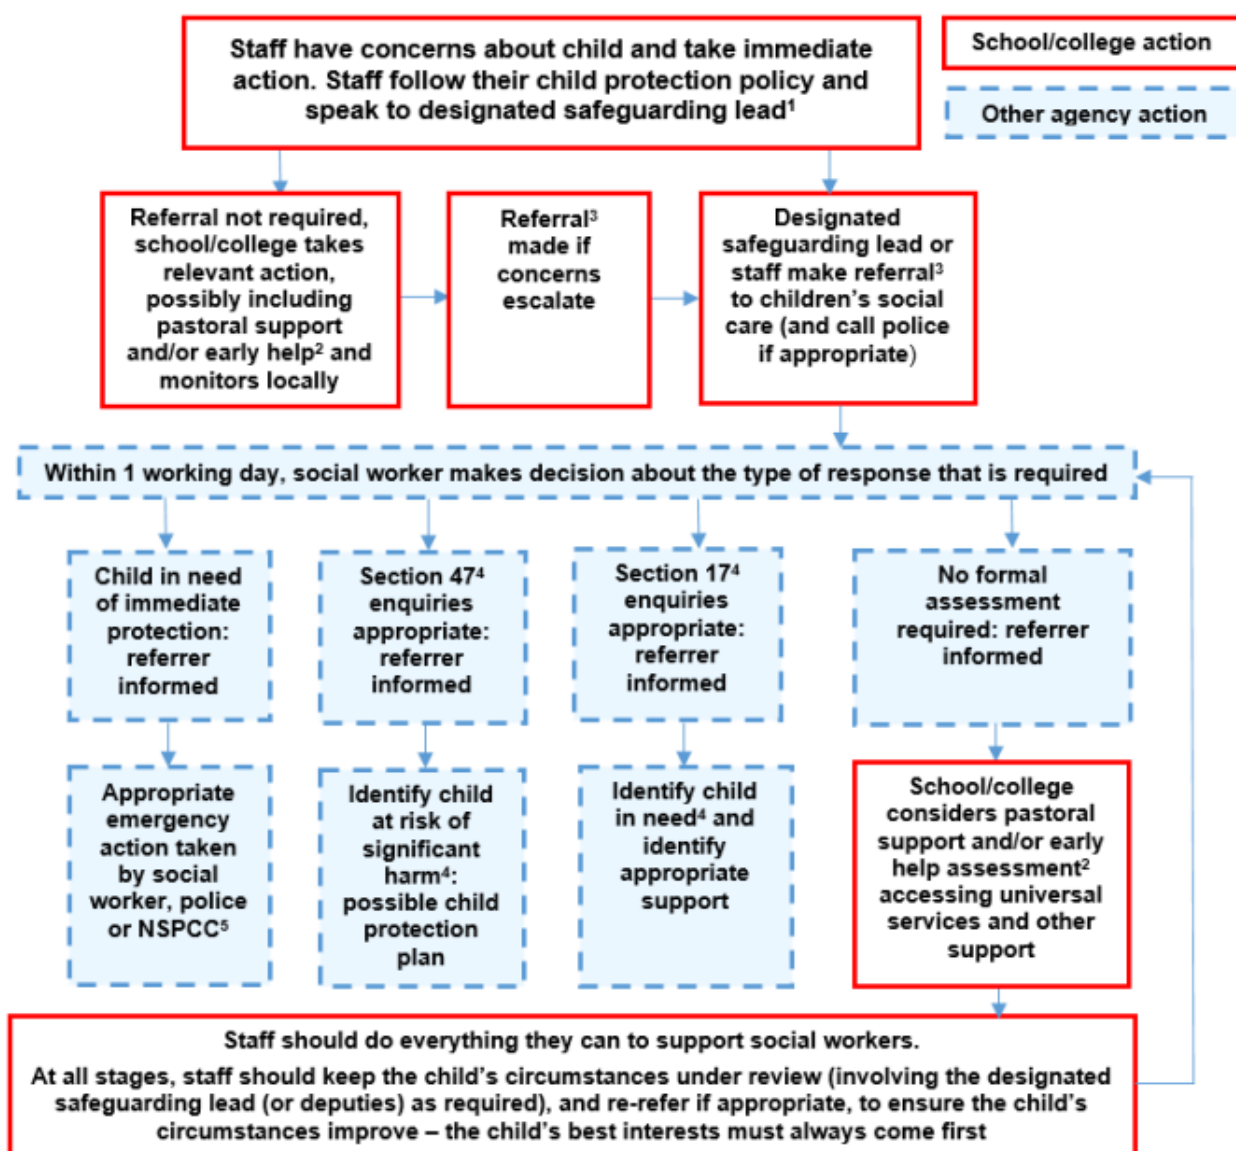 Staff have concerns about child and take immediate
action. Staff follow their child protection policy and
speak to designated safeguarding lead¹
School/college action
Other agency action
Referral not required,
school/college takes
relevant action,
possibly including
pastoral support
and/or early help² and
monitors locally
Referral³
made if
concerns
escalate
Designated
safeguarding lead or
staff make referral³
to children’s social
care (and call police
if appropriate)
Within 1 working day, social worker makes decision about the type of response that is required
Child in need
of immediate
protection:
referrer
informed
Section 47⁴
enquiries
appropriate:
referrer
informed
Section 17⁴
enquiries
appropriate:
referrer
informed
No formal
assessment
required: referrer
informed
Appropriate
emergency
action taken
by social
worker, police
or NSPCC⁵
Identify child
at risk of
significant
harm⁴:
possible child
protection
plan
Identify child
in need⁴ and
identify
appropriate
support
School/college
considers pastoral
support and/or early
help assessment²
accessing universal
services and other
support
Staff should do everything they can to support social workers.
At all stages, staff should keep the child’s circumstances under review (involving the designated
safeguarding lead (or deputies) as required), and re-refer if appropriate, to ensure the child’s
circumstances improve – the child’s best interests must always come first